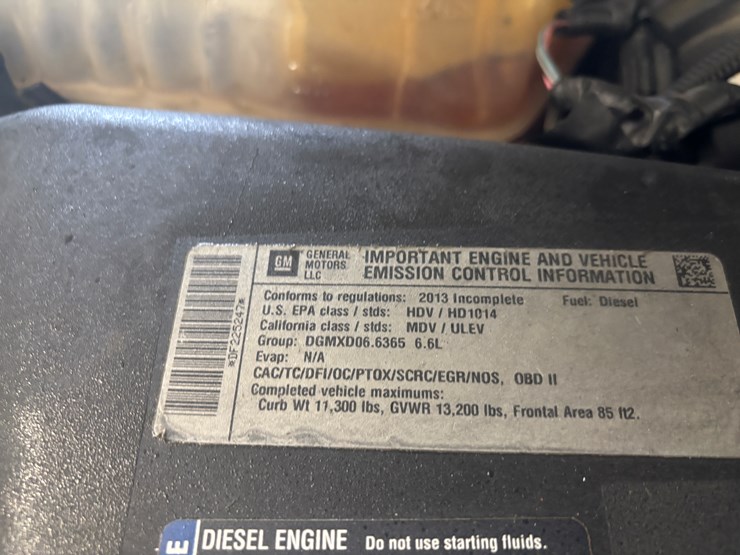 GM GENERAL MOTORS LLC
IMPORTANT ENGINE AND VEHICLE
EMISSION CONTROL INFORMATION
Conforms to regulations: 2013 Incomplete Fuel: Diesel
U.S. EPA class / stds: HDV / HD1014
California class / stds: MDV / ULEV
Group: DGMXD06.6365 6.6L
Evap: N/A
CAC/TC/DFI/OC/PTOX/SCRC/EGR/NOS, OBD II
Completed vehicle maximums:
Curb Wt 11,300 lbs, GVWR 13,200 lbs, Frontal Area 85 ft2.
*DF225247*
E
DIESEL ENGINE Do not use starting fluids.